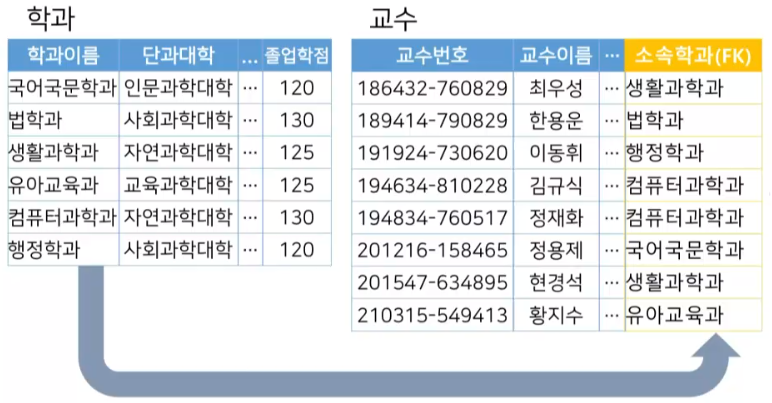 학과
학과이름 단과대학 ... 졸업학점
국어국문학과 인문과학대학 ... 120
법학과 사회과학대학 ... 130
생활과학과 자연과학대학 ... 125
유아교육과 교육과학대학 ... 125
컴퓨터과학과 자연과학대학 ... 130
행정학과 사회과학대학 ... 120
교수
교수번호 교수이름 ... 소속학과(FK)
186432-760829 최우성 ... 생활과학과
189414-790829 한용운 ... 법학과
191924-730620 이동휘 ... 행정학과
194634-810228 김규식 ... 컴퓨터과학과
194834-760517 정재화 ... 컴퓨터과학과
201216-158465 정용제 ... 국어국문학과
201547-634895 현경석 ... 생활과학과
210315-549413 황지수 ... 유아교육과